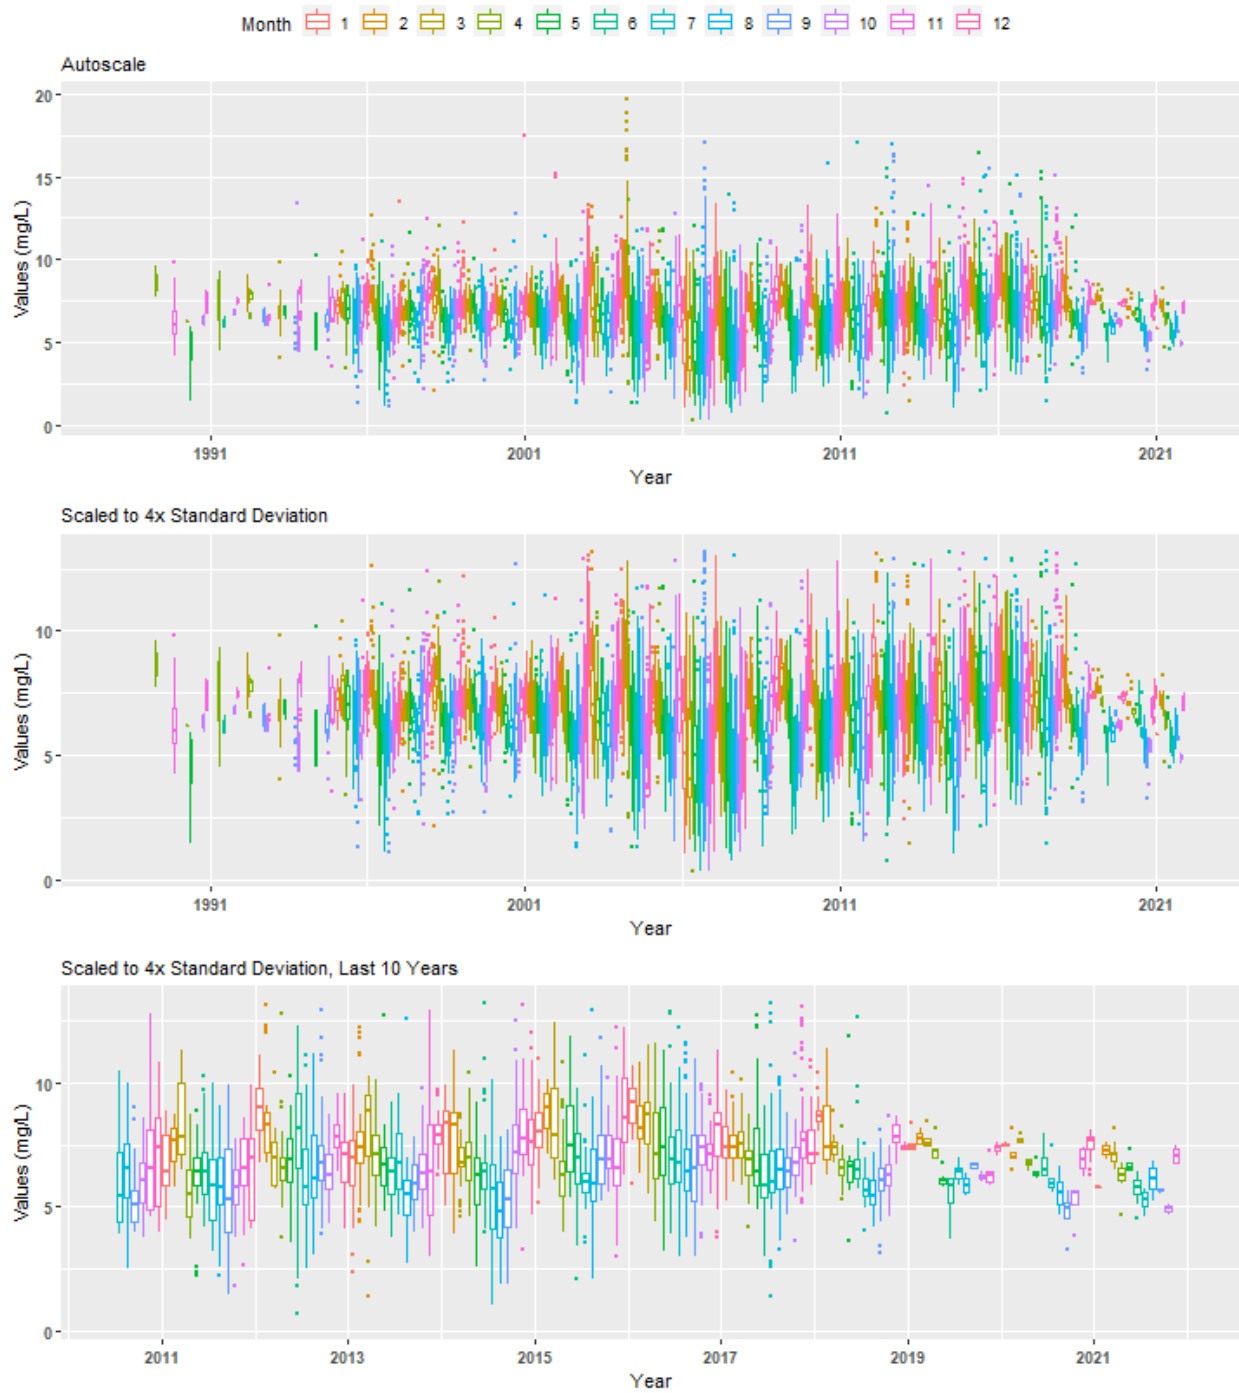 Month 1 2 3 4 5 6 7 8 9 10 11 12
Autoscale
20
15
10
5
0
Values (mg/L)
1991 2001 2011 2021
Year
Scaled to 4x Standard Deviation
10
5
0
Values (mg/L)
1991 2001 2011 2021
Year
Scaled to 4x Standard Deviation, Last 10 Years
10
5
0
Values (mg/L)
2011 2013 2015 2017 2019 2021
Year